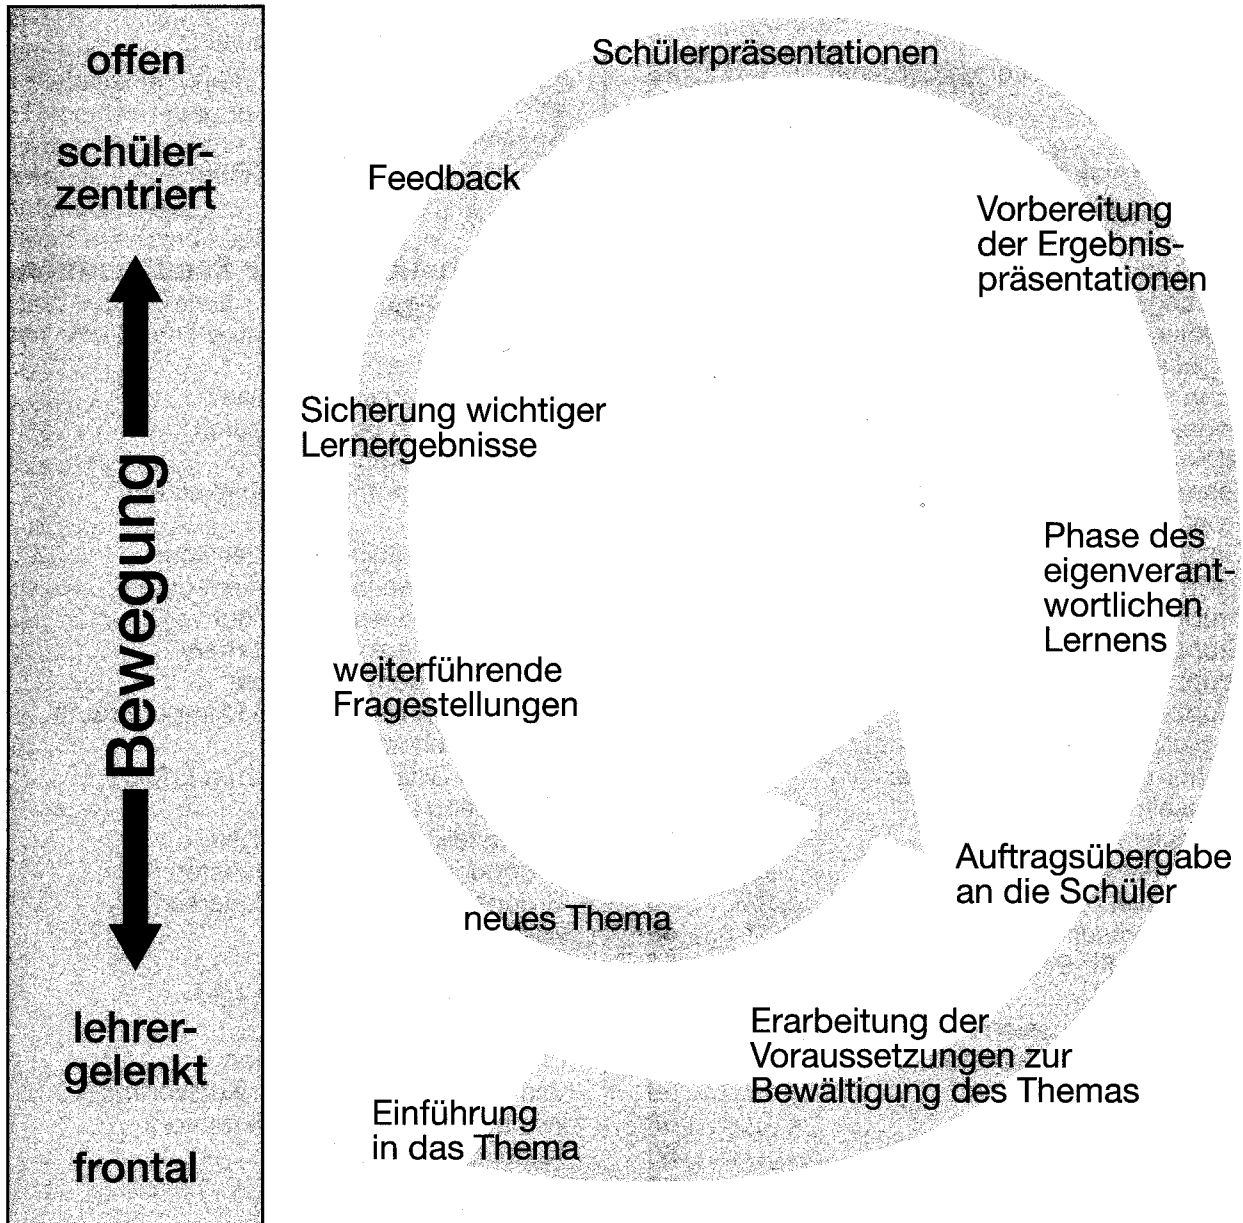 offen
schüler-
zentriert
Bewegung
lehrer-
gelenkt
frontal
Schülerpräsentationen
Feedback
Vorbereitung
der Ergebnis-
präsentationen
Sicherung wichtiger
Lernergebnisse
Phase des
eigenverant-
wortlichen
Lernens
weiterführende
Fragestellungen
Auftragsübergabe
an die Schüler
neues Thema
Erarbeitung der
Voraussetzungen zur
Bewältigung des Themas
Einführung
in das Thema